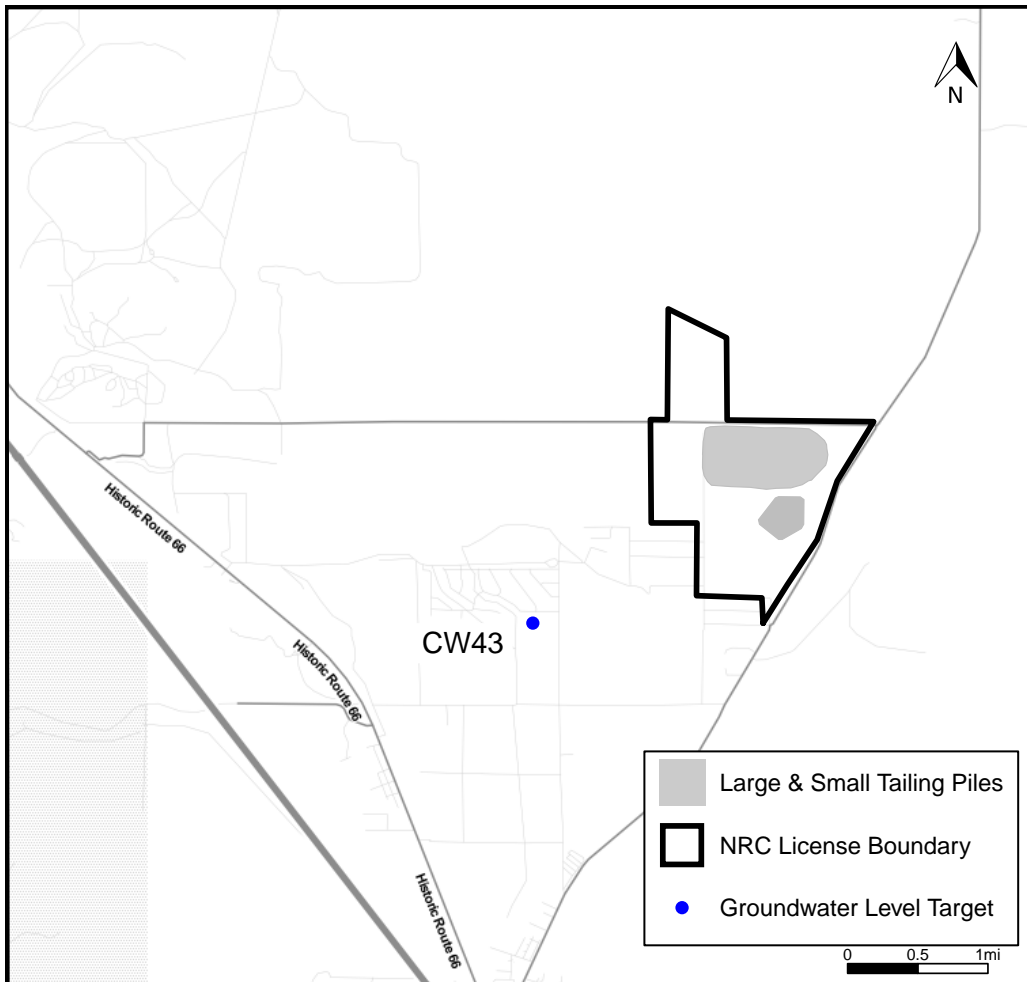 N
Historic Route 66
Historic Route 66
CW43
Historic Route 66
Large & Small Tailing Piles
NRC License Boundary
Groundwater Level Target
0 0.5 1mi